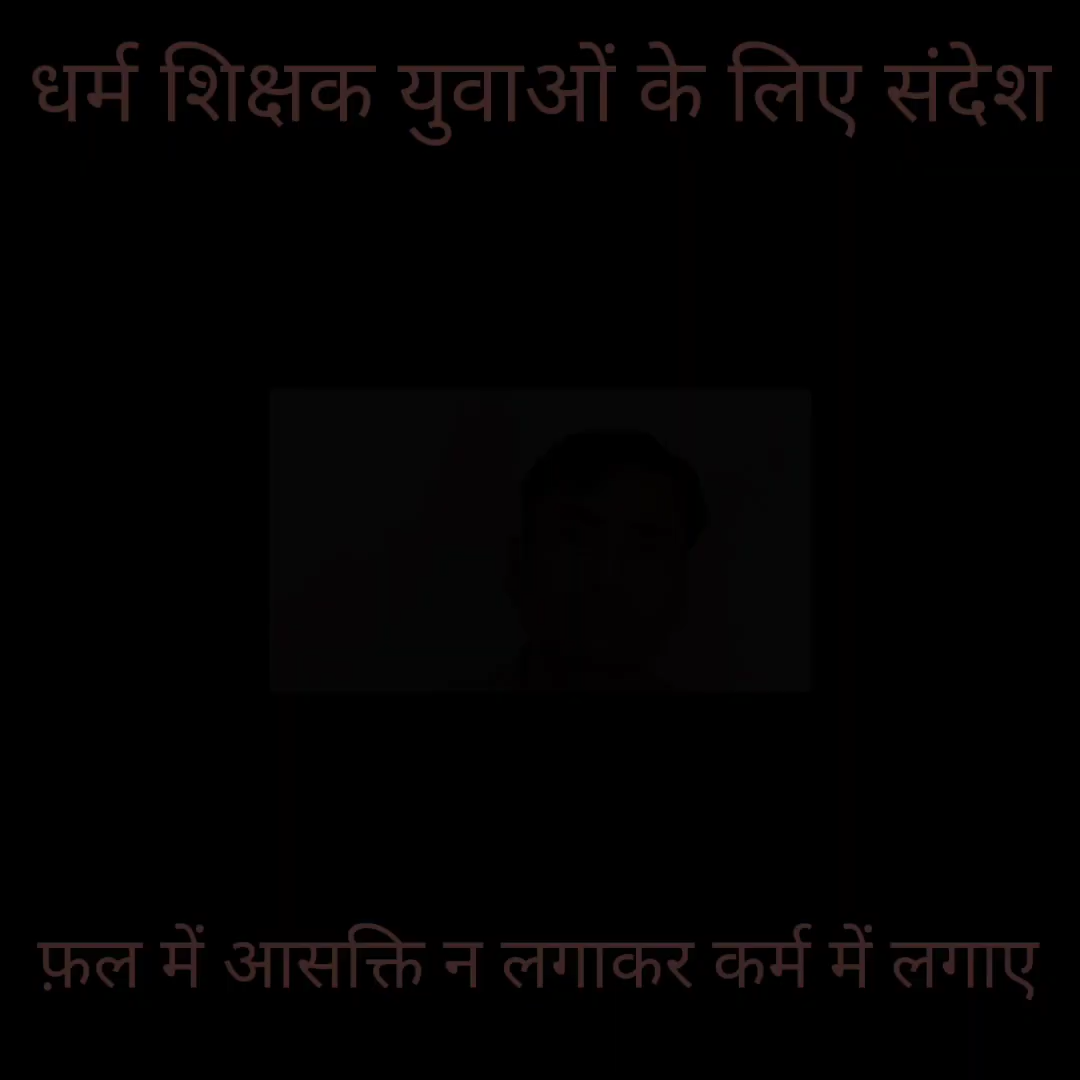 धर्म शिक्षक युवाओं के लिए संदेश
फ़ल में आसक्ति न लगाकर कर्म में लगाए